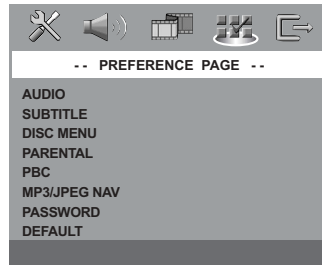 -- PREFERENCE PAGE --
AUDIO
SUBTITLE
DISC MENU
PARENTAL
PBC
MP3/JPEG NAV
PASSWORD
DEFAULT